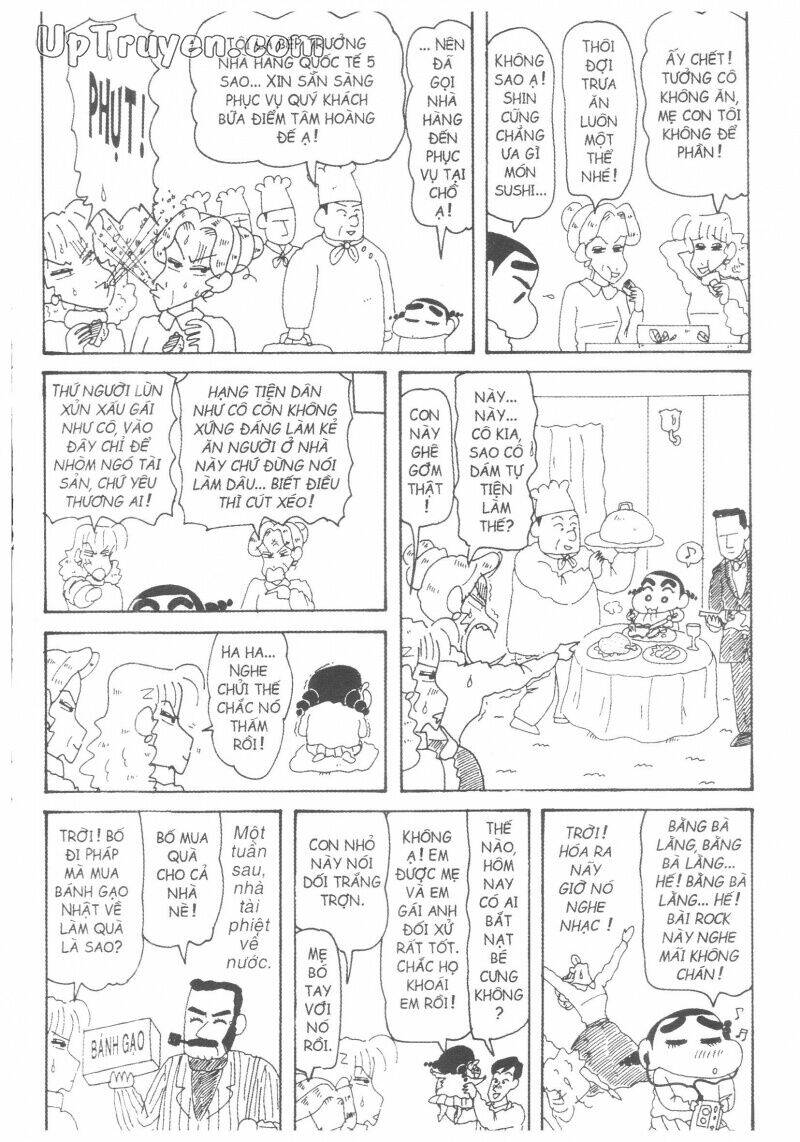 UpTruyen.com
ẤY CHẾT!
TƯỞNG CÔ
KHÔNG ĂN,
MẸ CON TÔI
KHÔNG ĐỂ
PHẦN!
THÔI
ĐỢI
TRƯA
ĂN
LUÔN
MỘT
THỂ
NHÉ!
KHÔNG
SAO Ạ!
SHIN
CŨNG
CHẲNG
ƯA GÌ
MÓN
SUSHI...
... NÊN
ĐÃ
GỌI
NHÀ
HÀNG
ĐẾN
PHỤC
VỤ TẠI
CHỖ
Ạ!
TÔI LÀ BẾP TRƯỞNG
NHÀ HÀNG QUỐC TẾ 5
SAO... XIN SẴN SÀNG
PHỤC VỤ QUÝ KHÁCH
BỮA ĐIỂM TÂM HOÀNG
ĐẾ Ạ!
PHỤT!
NÀY...
NÀY...
CÔ KIA,
SAO CÔ
DÁM TỰ
TIỆN
LÀM
THẾ?
CON
NÀY
GHÊ
GỚM
THẬT!
HẠNG TIỆN DÂN
NHƯ CÔ CÒN KHÔNG
XỨNG ĐÁNG LÀM KẺ
ĂN NGƯỜI Ở NHÀ
NÀY CHỨ ĐỪNG NÓI
LÀM DÂU... BIẾT ĐIỀU
THÌ CÚT XÉO!
THỨ NGƯỜI LÙN
XỦN XẤU GÁI
NHƯ CÔ, VÀO
ĐÂY CHỈ ĐỂ
NHÒM NGÓ TÀI
SẢN, CHỨ YÊU
THƯƠNG AI!
HA HA...
NGHE
CHỬI THẾ
CHẮC NÓ
THẤM
RỒI!
BẰNG BÀ
LẰNG, BẰNG
BÀ LẰNG...
HẾ! BẰNG BÀ
LẰNG... HẾ!
BÀI ROCK
NÀY NGHE
MÃI KHÔNG
CHÁN!
TRỜI!
HÓA RA
NÃY
GIỜ NÓ
NGHE
NHẠC!
THẾ
NÀO,
HÔM
NAY
CÓ AI
BẮT
NẠT
BÉ
CƯNG
KHÔNG?
KHÔNG
Ạ! EM
ĐƯỢC MẸ
VÀ EM
GÁI ANH
ĐỐI XỬ
RẤT TỐT.
CHẮC HỌ
KHOÁI
EM RỒI!
CON NHỎ
NÀY NÓI
DỐI TRẮNG
TRỢN.
MẸ
BÓ
TAY
VỚI
NÓ
RỒI.
Một
tuần
sau,
nhà
tài
phiệt
về
nước.
BỐ MUA
QUÀ
CHO CẢ
NHÀ
NÈ!
TRỜI! BỐ
ĐI PHÁP
MÀ MUA
BÁNH GẠO
NHẬT VỀ
LÀM QUÀ
LÀ SAO?
BÁNH GẠO